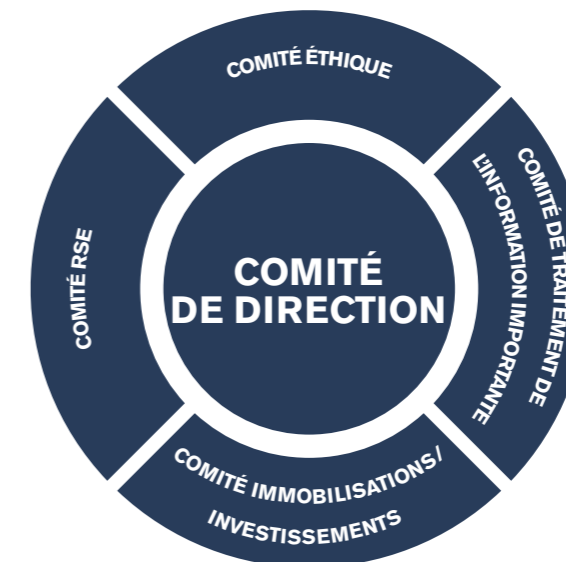 COMITÉ ÉTHIQUE
COMITÉ DE TRAITEMENT DE
L'INFORMATION IMPORTANTE
COMITÉ RSE
COMITÉ
DE DIRECTION
COMITÉ IMMOBILISATIONS/
INVESTISSEMENTS